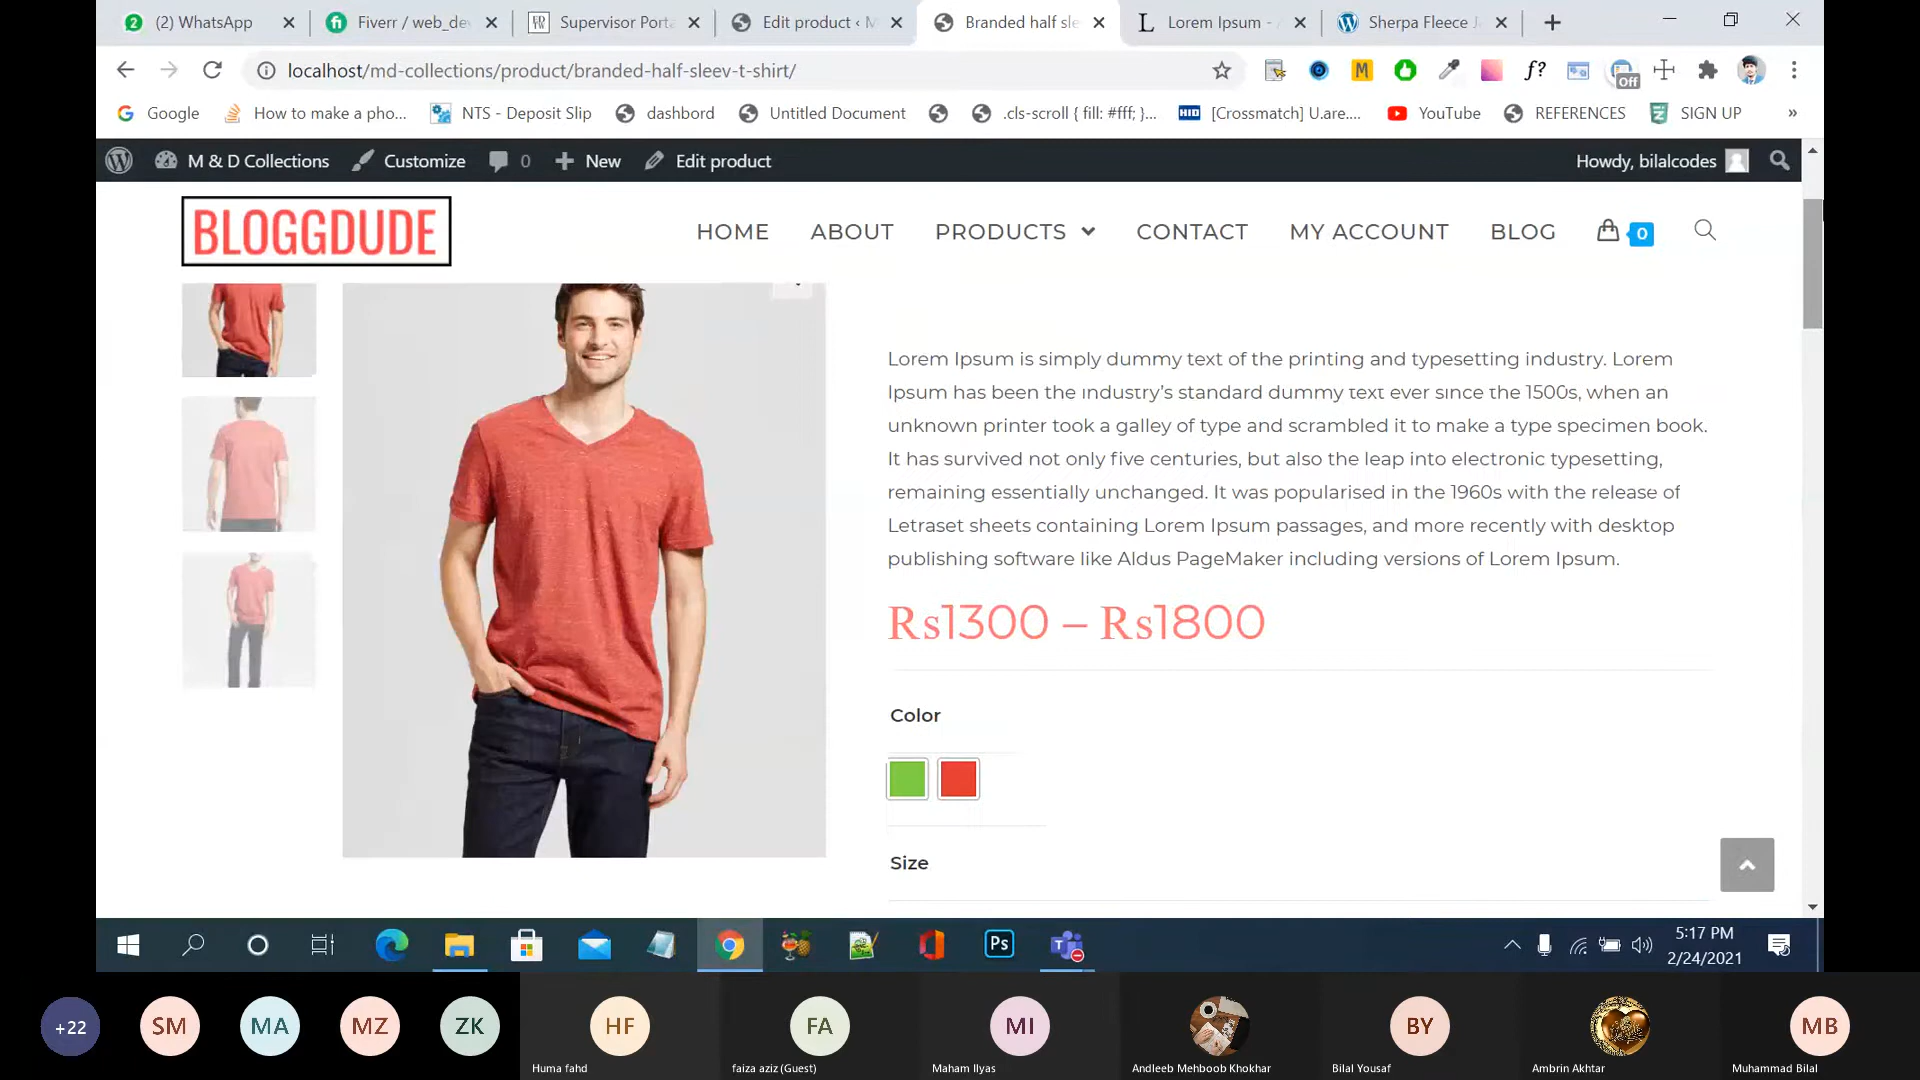 (2) WhatsApp
Fiverr / web_de
Supervisor Porta
Edit product ‹ M
Branded half sle
Lorem Ipsum - A
Sherpa Fleece J
localhost/md-collections/product/branded-half-sleev-t-shirt/
M
f?
Off
Google
How to make a pho...
NTS - Deposit Slip
dashbord
Untitled Document
.cls-scroll { fill: #fff; }...
HID
[Crossmatch] U.are....
YouTube
REFERENCES
SIGN UP
»
M & D Collections
Customize
0
New
Edit product
Howdy, bilalcodes
BLOGGDUDE
HOME
ABOUT
PRODUCTS
CONTACT
MY ACCOUNT
BLOG
0
Lorem Ipsum is simply dummy text of the printing and typesetting industry. Lorem
Ipsum has been the industry's standard dummy text ever since the 1500s, when an
unknown printer took a galley of type and scrambled it to make a type specimen book.
It has survived not only five centuries, but also the leap into electronic typesetting,
remaining essentially unchanged. It was popularised in the 1960s with the release of
Letraset sheets containing Lorem Ipsum passages, and more recently with desktop
publishing software like Aldus PageMaker including versions of Lorem Ipsum.
Rs1300 – Rs1800
Color
Size
Ps
5:17 PM
2/24/2021
+22
SM
MA
MZ
ZK
HF
FA
MI
BY
MB
Huma fahd
faiza aziz (Guest)
Maham Ilyas
Andleeb Mehboob Khokhar
Bilal Yousaf
Ambrin Akhtar
Muhammad Bilal